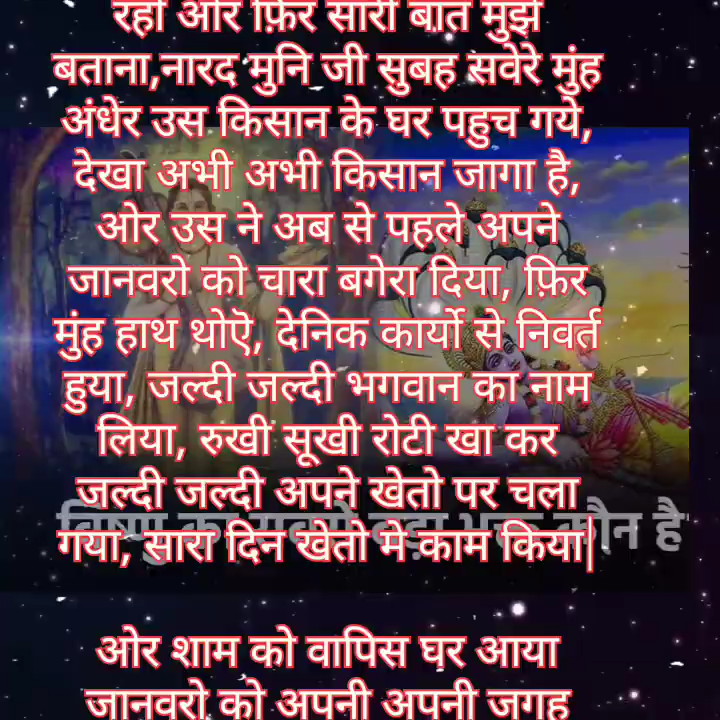 रहो और फ़िर सारी बात मुझे
बताना,नारद मुनि जी सुबह सवेरे मुंह
अंधेर उस किसान के घर पहुच गये,
देखा अभी अभी किसान जागा है,
ओर उस ने अब से पहले अपने
जानवरो को चारा बगेरा दिया, फ़िर
मुंह हाथ थोऎ, देनिक कार्यो से निवर्त
हुया, जल्दी जल्दी भगवान का नाम
लिया, रुखी सूखी रोटी खा कर
जल्दी जल्दी अपने खेतो पर चला
गया, सारा दिन खेतो मे काम किया|
कौन है
ओर शाम को वापिस घर आया
जानवरो को अपनी अपनी जगह